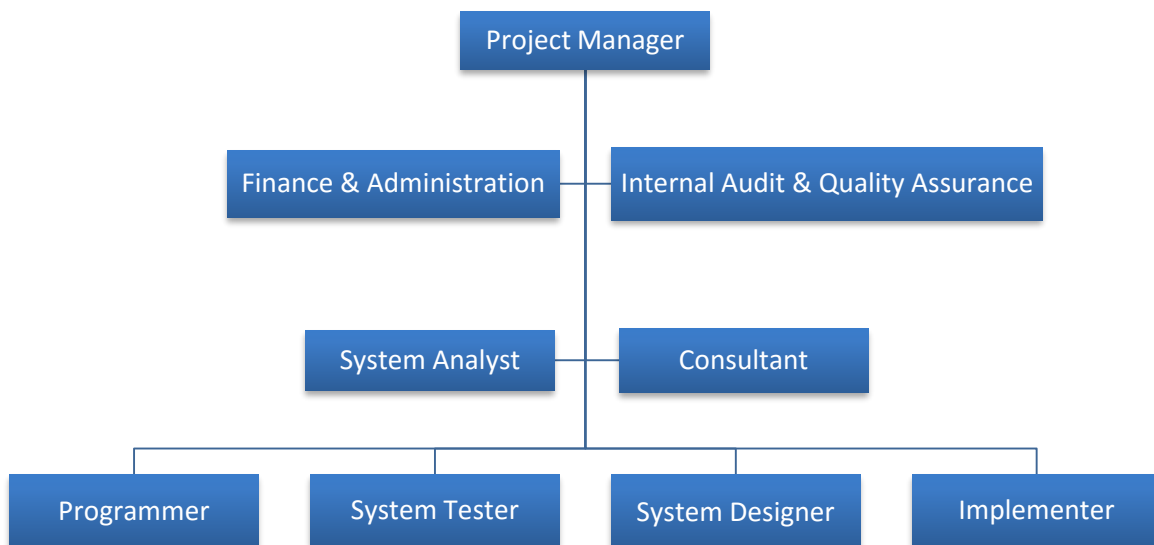 Project Manager
Finance & Administration
Internal Audit & Quality Assurance
System Analyst
Consultant
Programmer
System Tester
System Designer
Implementer